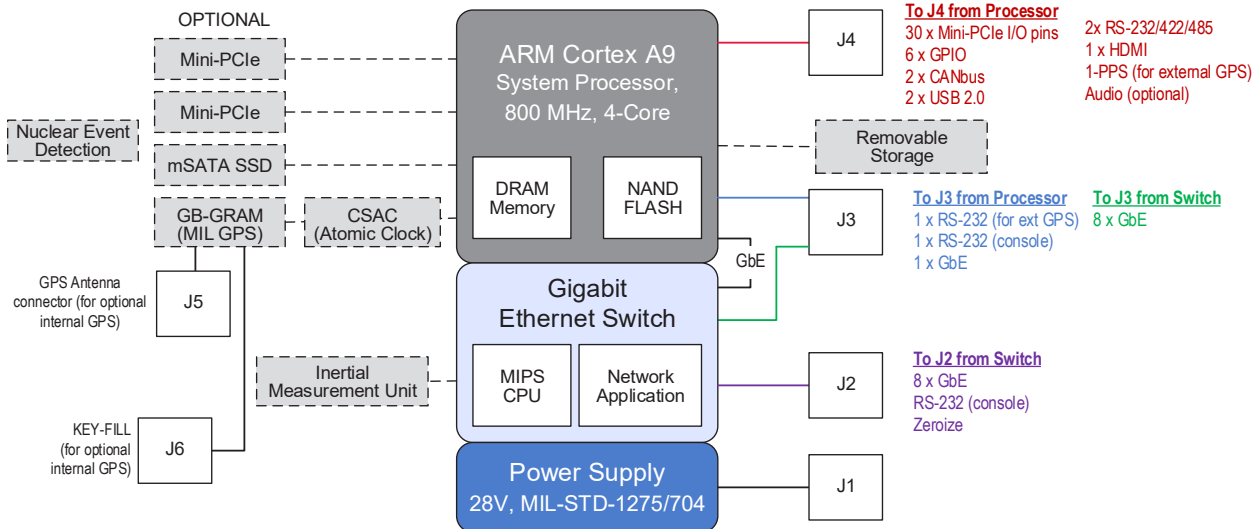 OPTIONAL
Mini-PCIe
Mini-PCIe
Nuclear Event
Detection
mSATA SSD
GB-GRAM
(MIL GPS)
CSAC
(Atomic Clock)
GPS Antenna
connector (for optional
internal GPS)
J5
Inertial
Measurement Unit
KEY-FILL
(for optional
internal GPS)
J6
ARM Cortex A9
System Processor,
800 MHz, 4-Core
DRAM
Memory
NAND
FLASH
GbE
Gigabit
Ethernet Switch
MIPS
CPU
Network
Application
Power Supply
28V, MIL-STD-1275/704
J4
To J4 from Processor
30 x Mini-PCIe I/O pins
6 x GPIO
2 x CANbus
2 x USB 2.0
2x RS-232/422/485
1 x HDMI
1-PPS (for external GPS)
Audio (optional)
Removable
Storage
J3
To J3 from Processor
1 x RS-232 (for ext GPS)
1 x RS-232 (console)
1 x GbE
To J3 from Switch
8 x GbE
J2
To J2 from Switch
8 x GbE
RS-232 (console)
Zeroize
J1